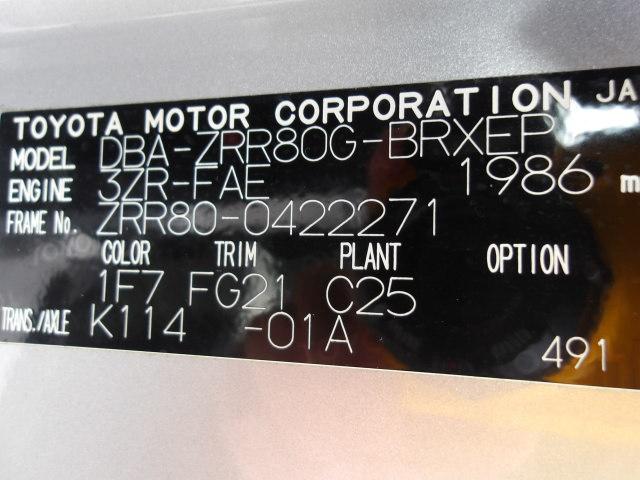 TOYOTA MOTOR CORPORATION JA
MODEL DBA-ZRR80G-BRXEP
ENGINE 3ZR-FAE 1986 m
FRAME No. ZRR80-0422271
COLOR TRIM PLANT OPTION
1F7 FG21 C25
TRANS./AXLE K114 -01A
491